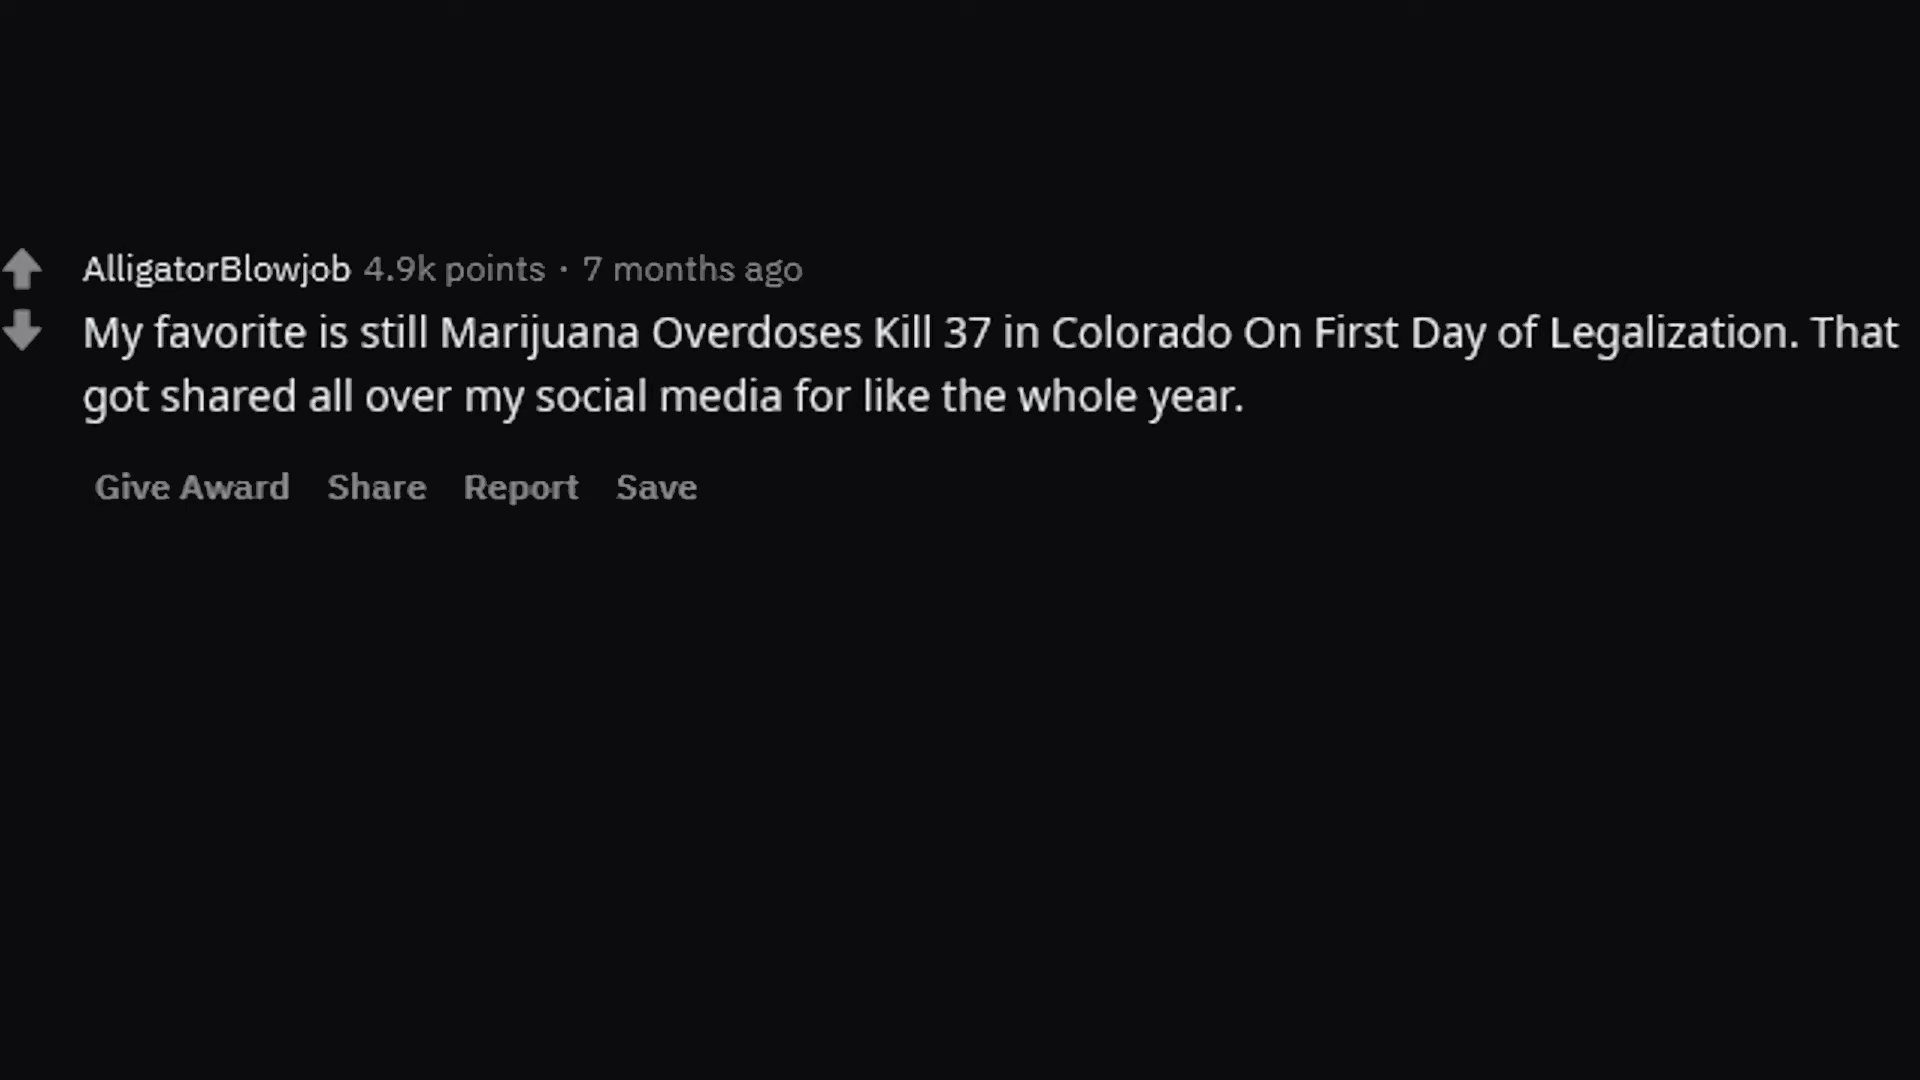 AlligatorBlowjob 4.9k points · 7 months ago
My favorite is still Marijuana Overdoses Kill 37 in Colorado On First Day of Legalization. That
got shared all over my social media for like the whole year.
Give Award Share Report Save